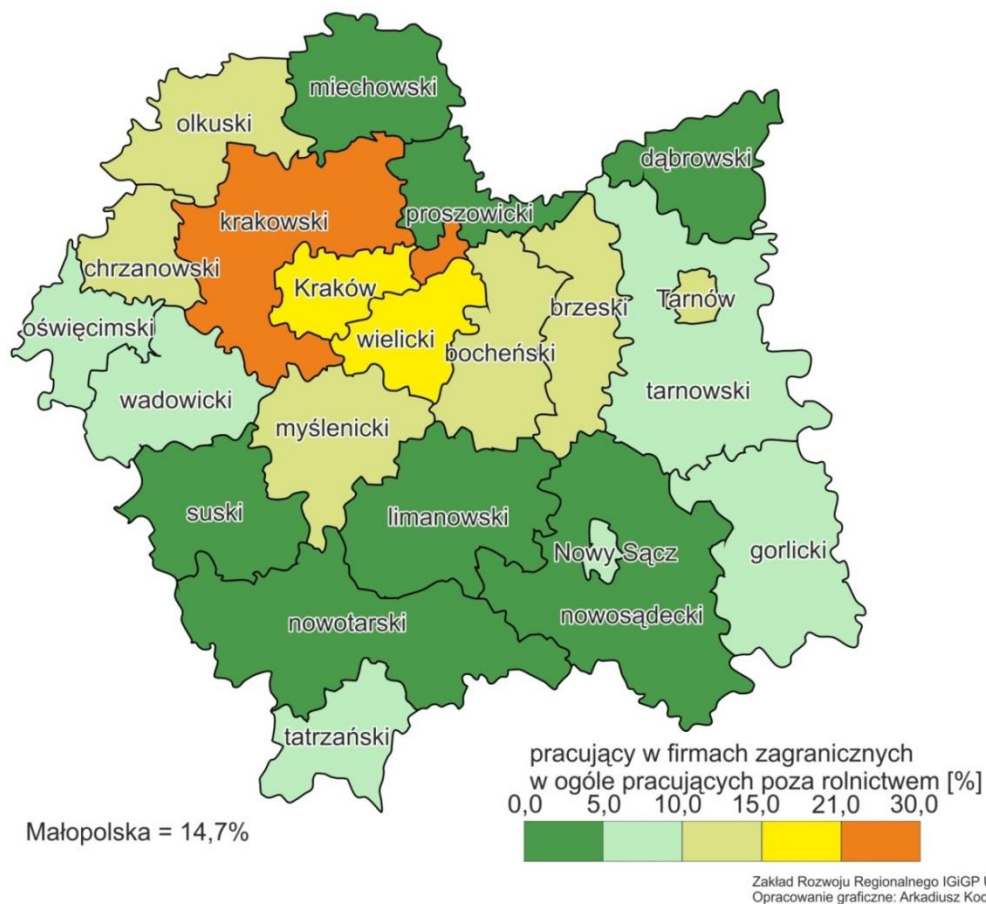 miechowski
olkuski
dąbrowski
proszowicki
krakowski
chrzanowski
Kraków
Tarnów
brzeski
oświęcimski
wielicki
bocheński
wadowicki
tarnowski
myślenicki
suski
limanowski
Nowy Sącz
gorlicki
nowotarski
nowosądecki
tatrzański
pracujący w firmach zagranicznych
w ogóle pracujących poza rolnictwem [%]
0,0 5,0 10,0 15,0 21,0 30,0
Małopolska = 14,7%
Zakład Rozwoju Regionalnego IGiGP
Opracowanie graficzne: Arkadiusz